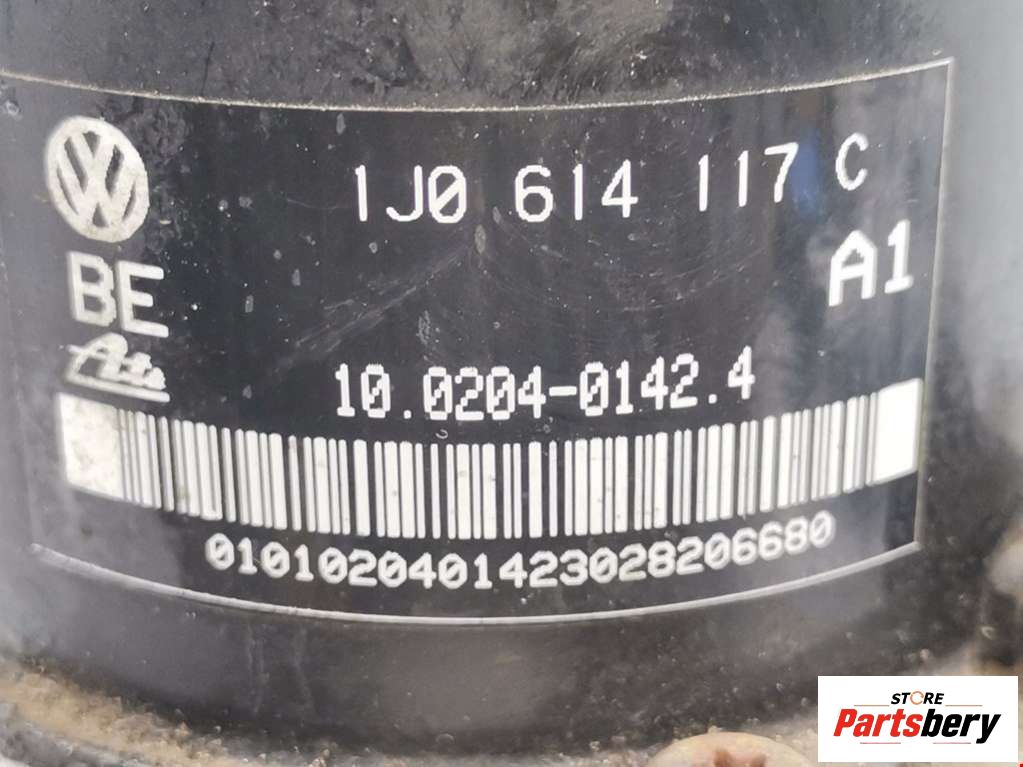 1J0 614 117 C
BE
A1
Ate
10.0204-0142.4
0101020401423028206680
STORE
Partsbery